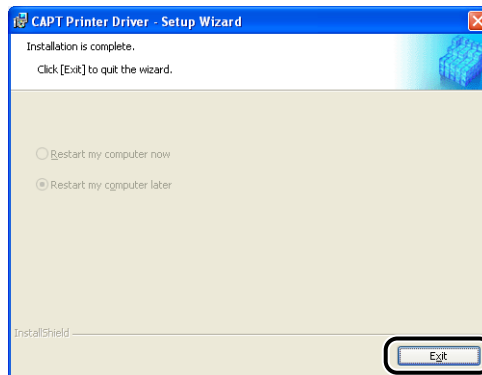 CAPT Printer Driver - Setup Wizard
Installation is complete.
Click [Exit] to quit the wizard.
Restart my computer now
Restart my computer later
InstallShield
Exit